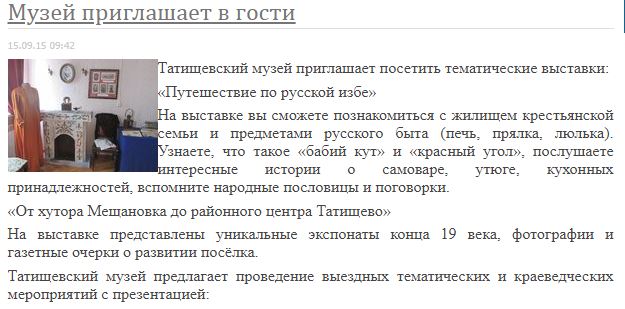 Музей приглашает в гости
15.09.15 09:42
Татищевский музей приглашает посетить тематические выставки:
«Путешествие по русской избе»
На выставке вы сможете познакомиться с жилищем крестьянской
семьи и предметами русского быта (печь, прялка, люлька).
Узнаете, что такое «бабий кут» и «красный угол», послушаете
интересные истории о самоваре, утюге, кухонных
принадлежностей, вспомните народные пословицы и поговорки.
«От хутора Мещановка до районного центра Татищево»
На выставке представлены уникальные экспонаты конца 19 века, фотографии и
газетные очерки о развитии посёлка.
Татищевский музей предлагает проведение выездных тематических и краеведческих
мероприятий с презентацией: